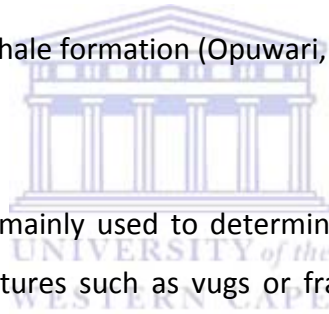 hale formation (Opuwari,
mainly used to determin
UNIVERSITY of the
tures such as vugs or fra
WESTERN CAPE